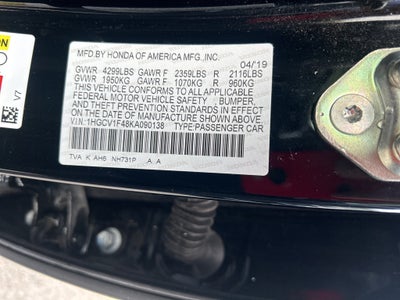 MFD.BY HONDA OF AMERICA MFG.,INC. 04/19
GVWR 4299LBS GAWR F 2359LBS R 2116LBS
GVWR 1950KG GAWR F 1070KG R 960KG
THIS VEHICLE CONFORMS TO ALL APPLICABLE
FEDERAL MOTOR VEHICLE SAFETY, BUMPER,
AND THEFT PREVENTION STANDARDS IN EFFECT
ON THE DATE OF MANUFACTURE SHOWN ABOVE.
VIN: 1HGCV1F48KA090138 TYPE:PASSENGER CAR
TVA K AH6 NH731P A A
V7